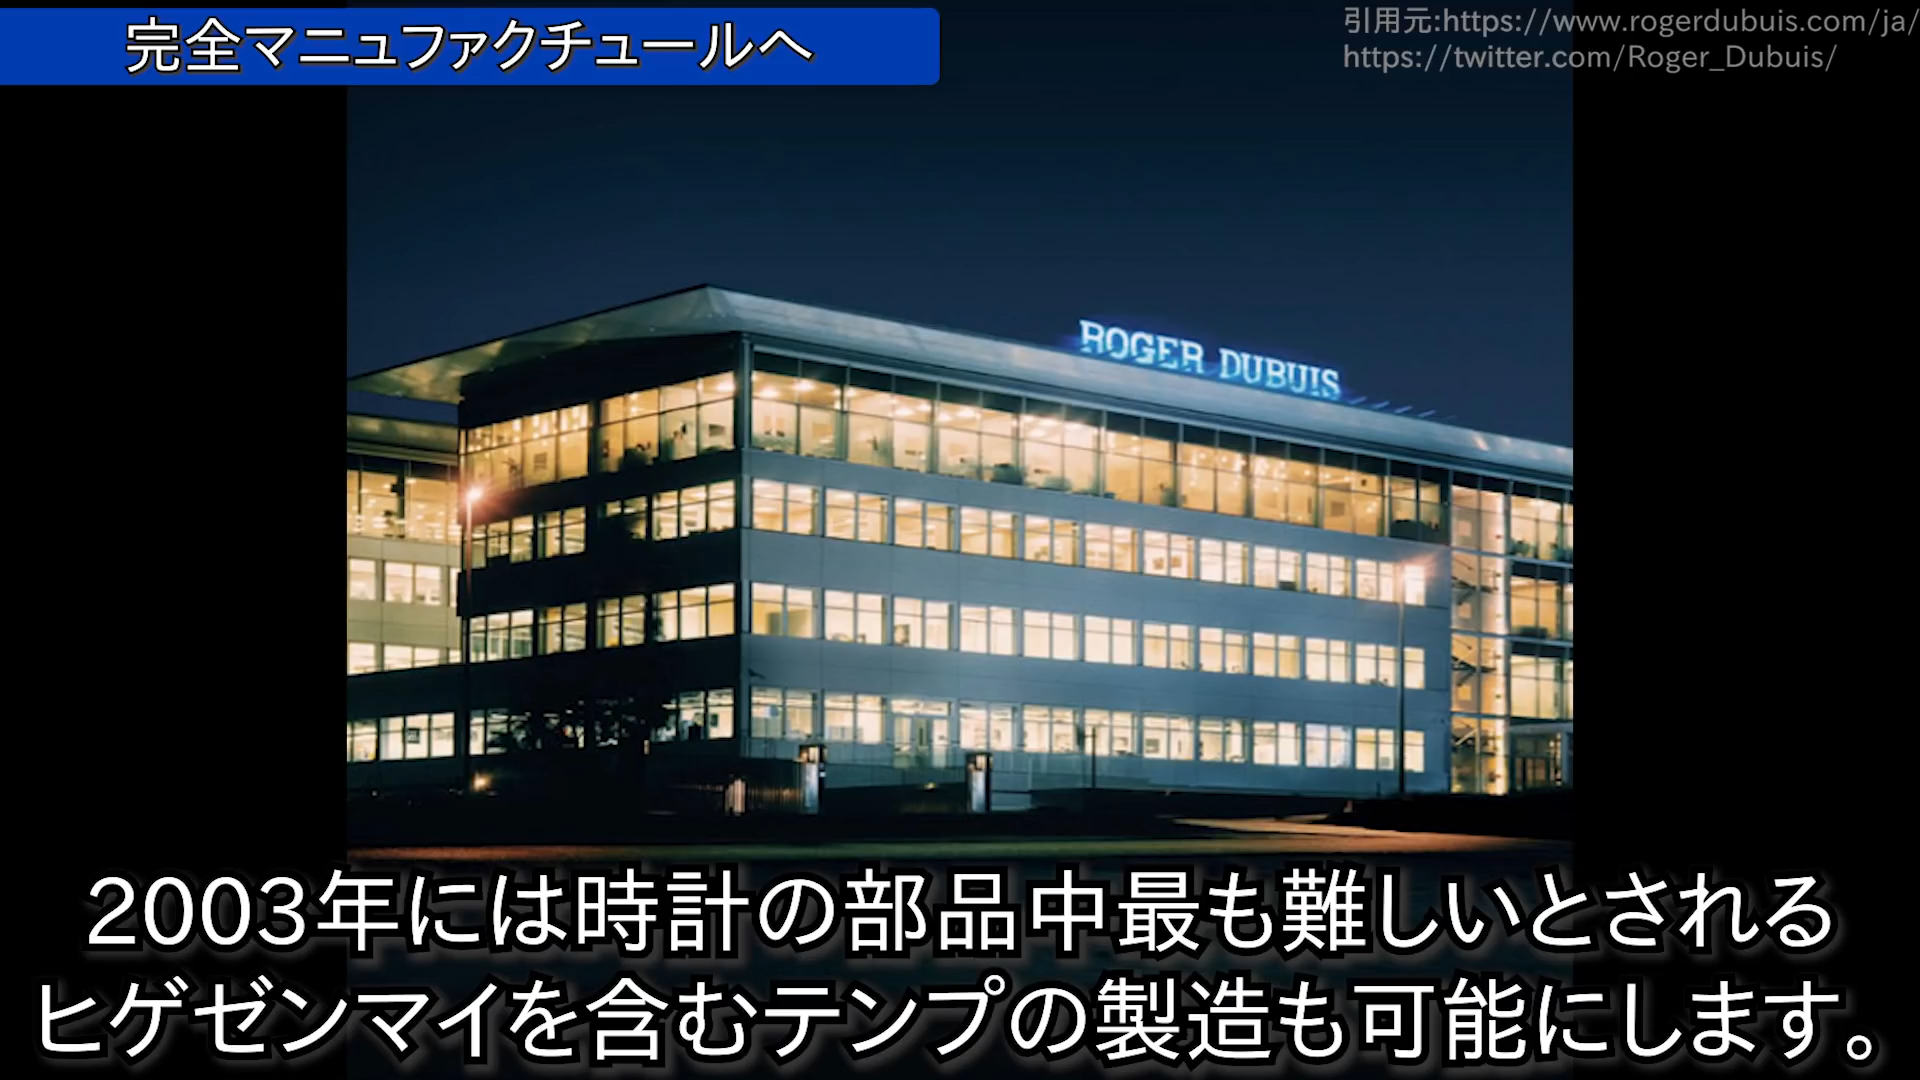 完全マニュファクチュールへ
引用元:https://www.rogerdubuis.com/ja/
https://twitter.com/Roger_Dubuis/
ROGER DUBUIS
2003年には時計の部品中最も難しいとされる
ヒゲゼンマイを含むテンプの製造も可能にします。